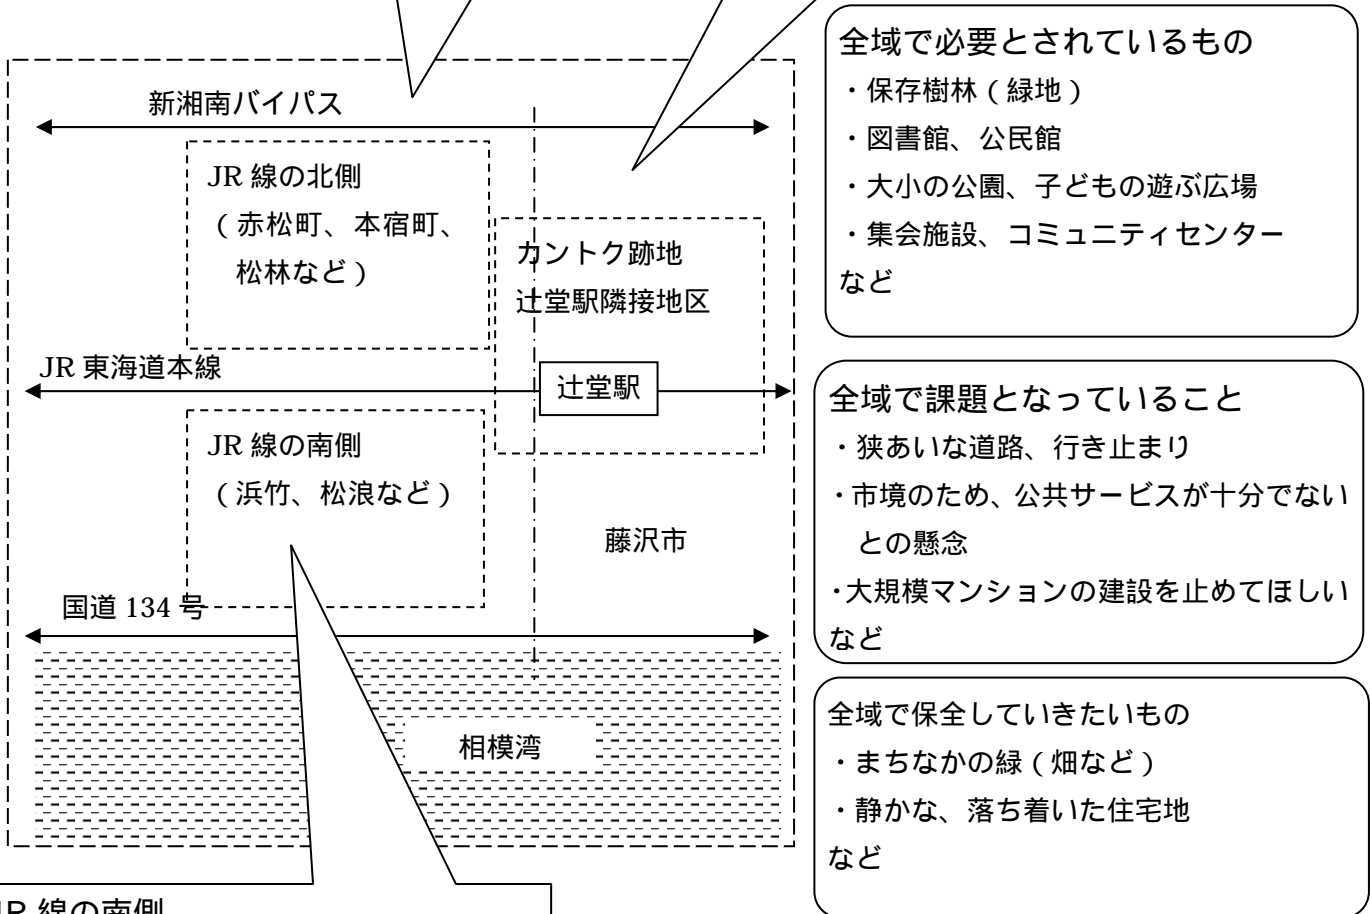 新湘南バイパス
JR 線の北側
（赤松町、本宿町、
松林など）
カントク跡地
辻堂駅隣接地区
JR 東海道本線
辻堂駅
JR 線の南側
（浜竹、松浪など）
藤沢市
国道 134 号
相模湾
JR 線の南側
全域で必要とされているもの
・保存樹林（緑地）
・図書館、公民館
・大小の公園、子どもの遊ぶ広場
・集会施設、コミュニティセンター
など
全域で課題となっていること
・狭あいな道路、行き止まり
・市境のため、公共サービスが十分でない
との懸念
・大規模マンションの建設を止めてほしい
など
全域で保全していきたいもの
・まちなかの緑（畑など）
・静かな、落ち着いた住宅地
など